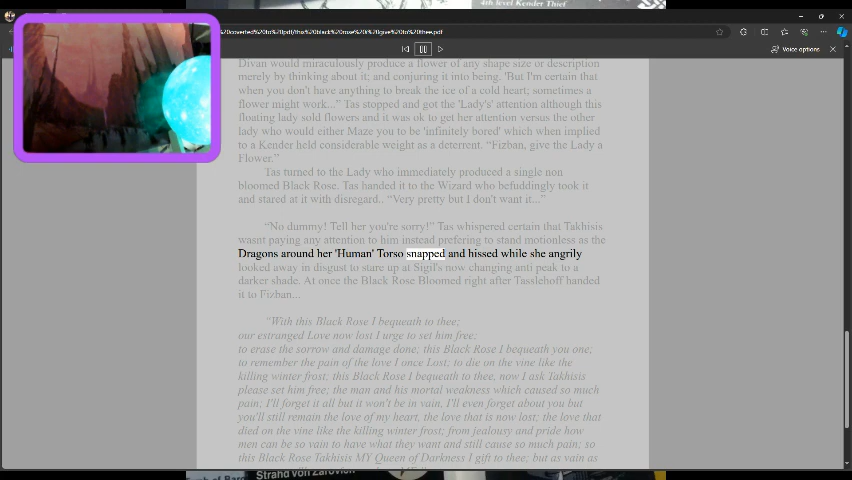 4th level Kender Thief
%20coverted%20to%20pdf/this%20black%20rose%20i%20give%20to%20thee.pdf
Voice options
Divan would miraculously produce a flower of any shape size or description
merely by thinking about it; and conjuring it into being. 'But I'm certain that
when you don't have anything to break the ice of a cold heart; sometimes a
flower might work..." Tas stopped and got the 'Lady's' attention although this
floating lady sold flowers and it was ok to get her attention versus the other
lady who would either Maze you to be 'infinitely bored' which when implied
to a Kender held considerable weight as a deterrent. “Fizban, give the Lady a
Flower.”
Tas turned to the Lady who immediately produced a single non
bloomed Black Rose. Tas handed it to the Wizard who befuddingly took it
and stared at it with disregard.. “Very pretty but I don't want it...”
“No dummy! Tell her you're sorry!” Tas whispered certain that Takhisis
wasnt paying any attention to him instead prefering to stand motionless as the
Dragons around her 'Human' Torso snapped and hissed while she angrily
looked away in disgust to stare up at Sigil's now changing anti peak to a
darker shade. At once the Black Rose Bloomed right after Tasslehoff handed
it to Fizban...
“With this Black Rose I bequeath to thee;
our estranged Love now lost I urge to set him free;
to erase the sorrow and damage done; this Black Rose I bequeath you one;
to remember the pain of the love I once Lost; to die on the vine like the
killing winter frost; this Black Rose I bequeath to thee, now I ask Takhisis
please set him free; the man and his mortal weakness which caused so much
pain; I'll forget it all but it won't be in vain, I'll even forget about you but
you'll still remain the love of my heart, the love that is now lost; the love that
died on the vine like the killing winter frost; from jealousy and pride how
men can be so vain to have what they want and still cause so much pain; so
this Black Rose Takhisis MY Queen of Darkness I gift to thee; but as vain as
Strahd von Zarovich